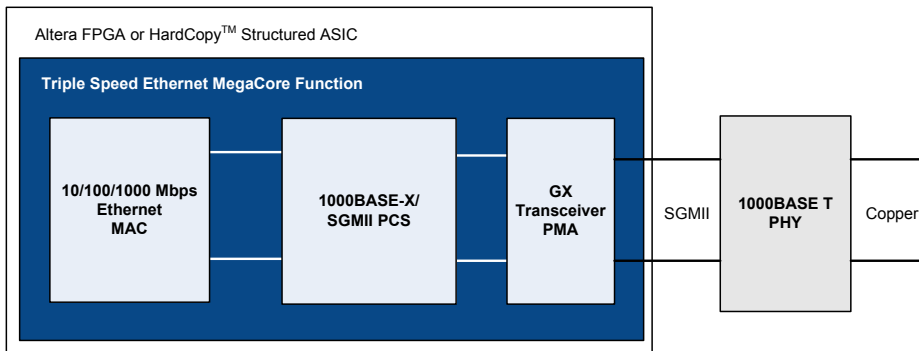 Altera FPGA or HardCopy™ Structured ASIC
Triple Speed Ethernet MegaCore Function
10/100/1000 Mbps
Ethernet
MAC
1000BASE-X/
SGMII PCS
GX
Transceiver
PMA
SGMII
1000BASE T
PHY
Copper